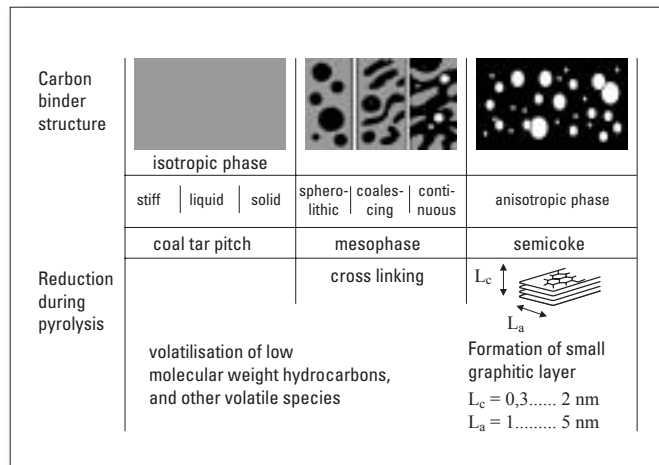 Carbon
binder
structure
isotropic phase
stiff | liquid | solid
sphero-
lithic
coales-
cing
conti-
nuous
anisotropic phase
coal tar pitch
mesophase
semicoke
Reduction
during
pyrolysis
cross linking
Lc
La
volatilisation of low
molecular weight hydrocarbons,
and other volatile species
Formation of small
graphitic layer
Lc = 0,3...... 2 nm
La = 1......... 5 nm